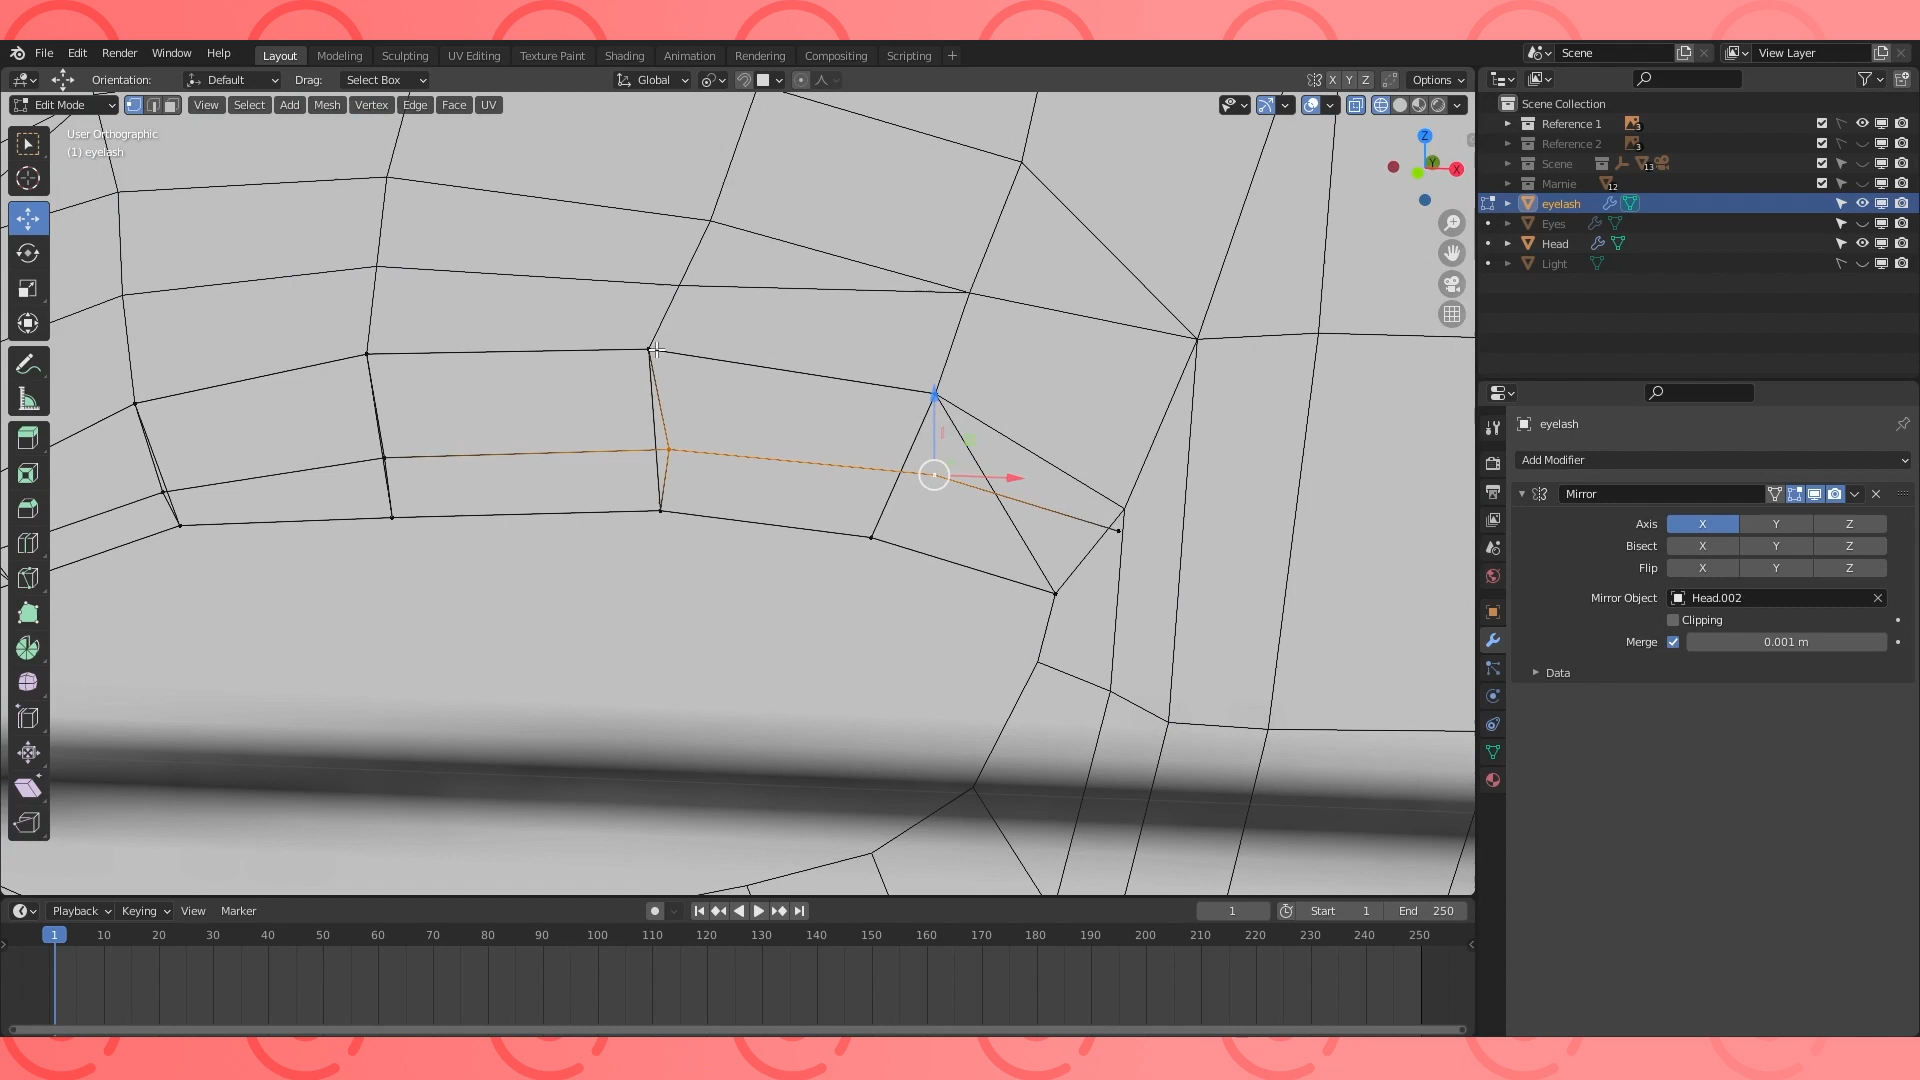 File Edit Render Window Help Layout Modeling Sculpting UV Editing Texture Paint Shading Animation Rendering Compositing Scripting + Scene View Layer
Orientation: Default Drag: Select Box Global X Y Z Options
Edit Mode View Select Add Mesh Vertex Edge Face UV
User Orthographic
(1) eyelash
Z
Y
X
Scene Collection
Reference 1 3
Reference 2 3
Scene 13
Marnie 12
eyelash
Eyes
Head
Light
eyelash
Add Modifier
Mirror
Axis X Y Z
Bisect X Y Z
Flip X Y Z
Mirror Object Head.002
Clipping
Merge 0.001 m
Data
Playback Keying View Marker 1 Start 1 End 250
1 10 20 30 40 50 60 70 80 90 100 110 120 130 140 150 160 170 180 190 200 210 220 230 240 250